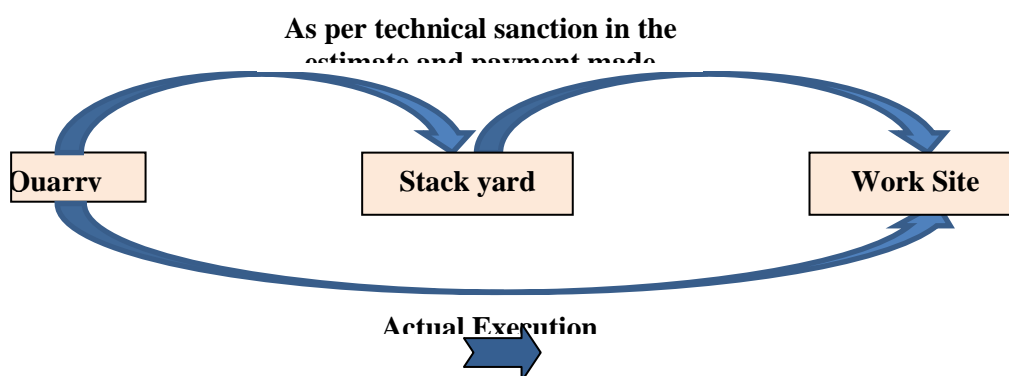 As per technical sanction in the
estimate and payment made
Quarry
Stack yard
Work Site
Actual Execution